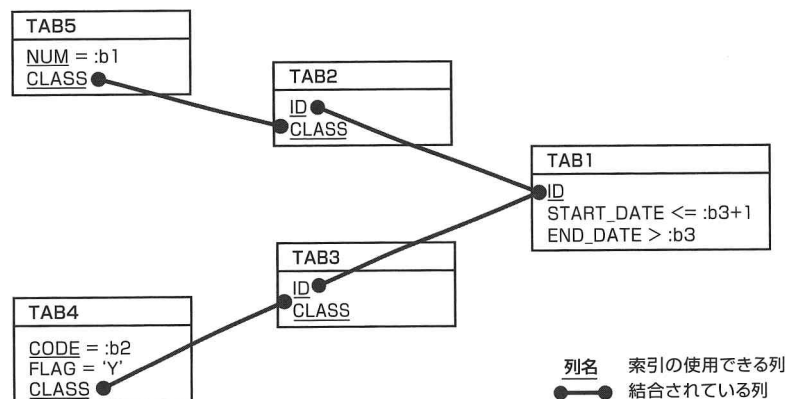 TAB5
NUM = :b1
CLASS
TAB2
ID
CLASS
TAB1
ID
START_DATE <= :b3+1
END_DATE > :b3
TAB3
ID
CLASS
TAB4
CODE = :b2
FLAG = 'Y'
CLASS
列名 索引の使用できる列
結合されている列